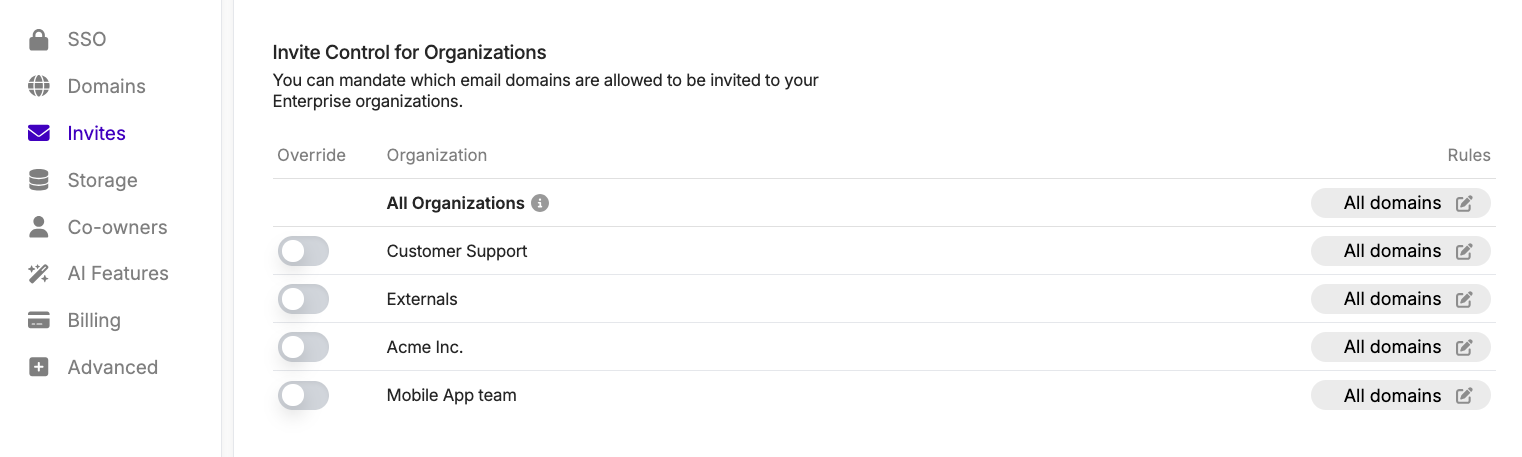 SSO
Domains
Invites
Storage
Co-owners
AI Features
Billing
Advanced
Invite Control for Organizations
You can mandate which email domains are allowed to be invited to your
Enterprise organizations.
Override Organization Rules
All Organizations All domains
Customer Support All domains
Externals All domains
Acme Inc. All domains
Mobile App team All domains